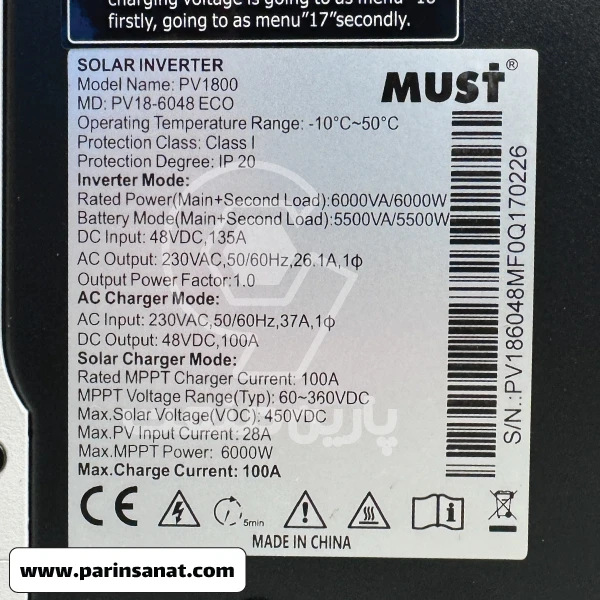 charging voltage is going to as menu "18"
firstly, going to as menu"17"secondly.
SOLAR INVERTER
Model Name: PV1800
MD: PV18-6048 ECO
MUST®
Operating Temperature Range: -10°C~50°C
Protection Class: Class I
Protection Degree: IP 20
Inverter Mode:
Rated Power(Main+Second Load):6000VA/6000W
Battery Mode(Main+Second Load):5500VA/5500W
DC Input: 48VDC,135A
AC Output: 230VAC,50/60Hz,26.1A,1ϕ
Output Power Factor:1.0
AC Charger Mode:
AC Input: 230VAC,50/60Hz,37A,1ϕ
DC Output: 48VDC,100A
Solar Charger Mode:
Rated MPPT Charger Current: 100A
MPPT Voltage Range(Typ): 60~360VDC
Max.Solar Voltage(VOC): 450VDC
Max.PV Input Current: 28A
Max.MPPT Power: 6000W
Max.Charge Current: 100A
S/N.:PV186048MF0Q170226
پارین صنعت
CE
5min
MADE IN CHINA
www.parinsanat.com